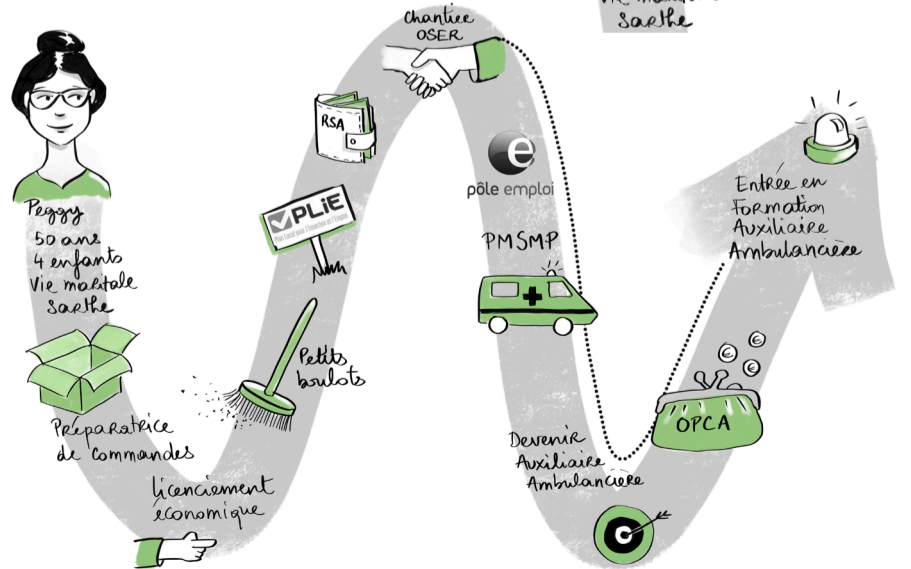 Vie maritale
Sarthe
Peggy
50 ans
4 enfants
Vie maritale
Sarthe
Préparatrice
de commandes
Licenciement
économique
Petits
boulots
PLiE
Plan Local pour l'Insertion et l'Emploi
RSA
Chantier
OSER
e
pôle emploi
PMSMP
Devenir
Auxiliaire
Ambulancière
OPCA
€
€
€
Entrée en
Formation
Auxiliaire
Ambulancière